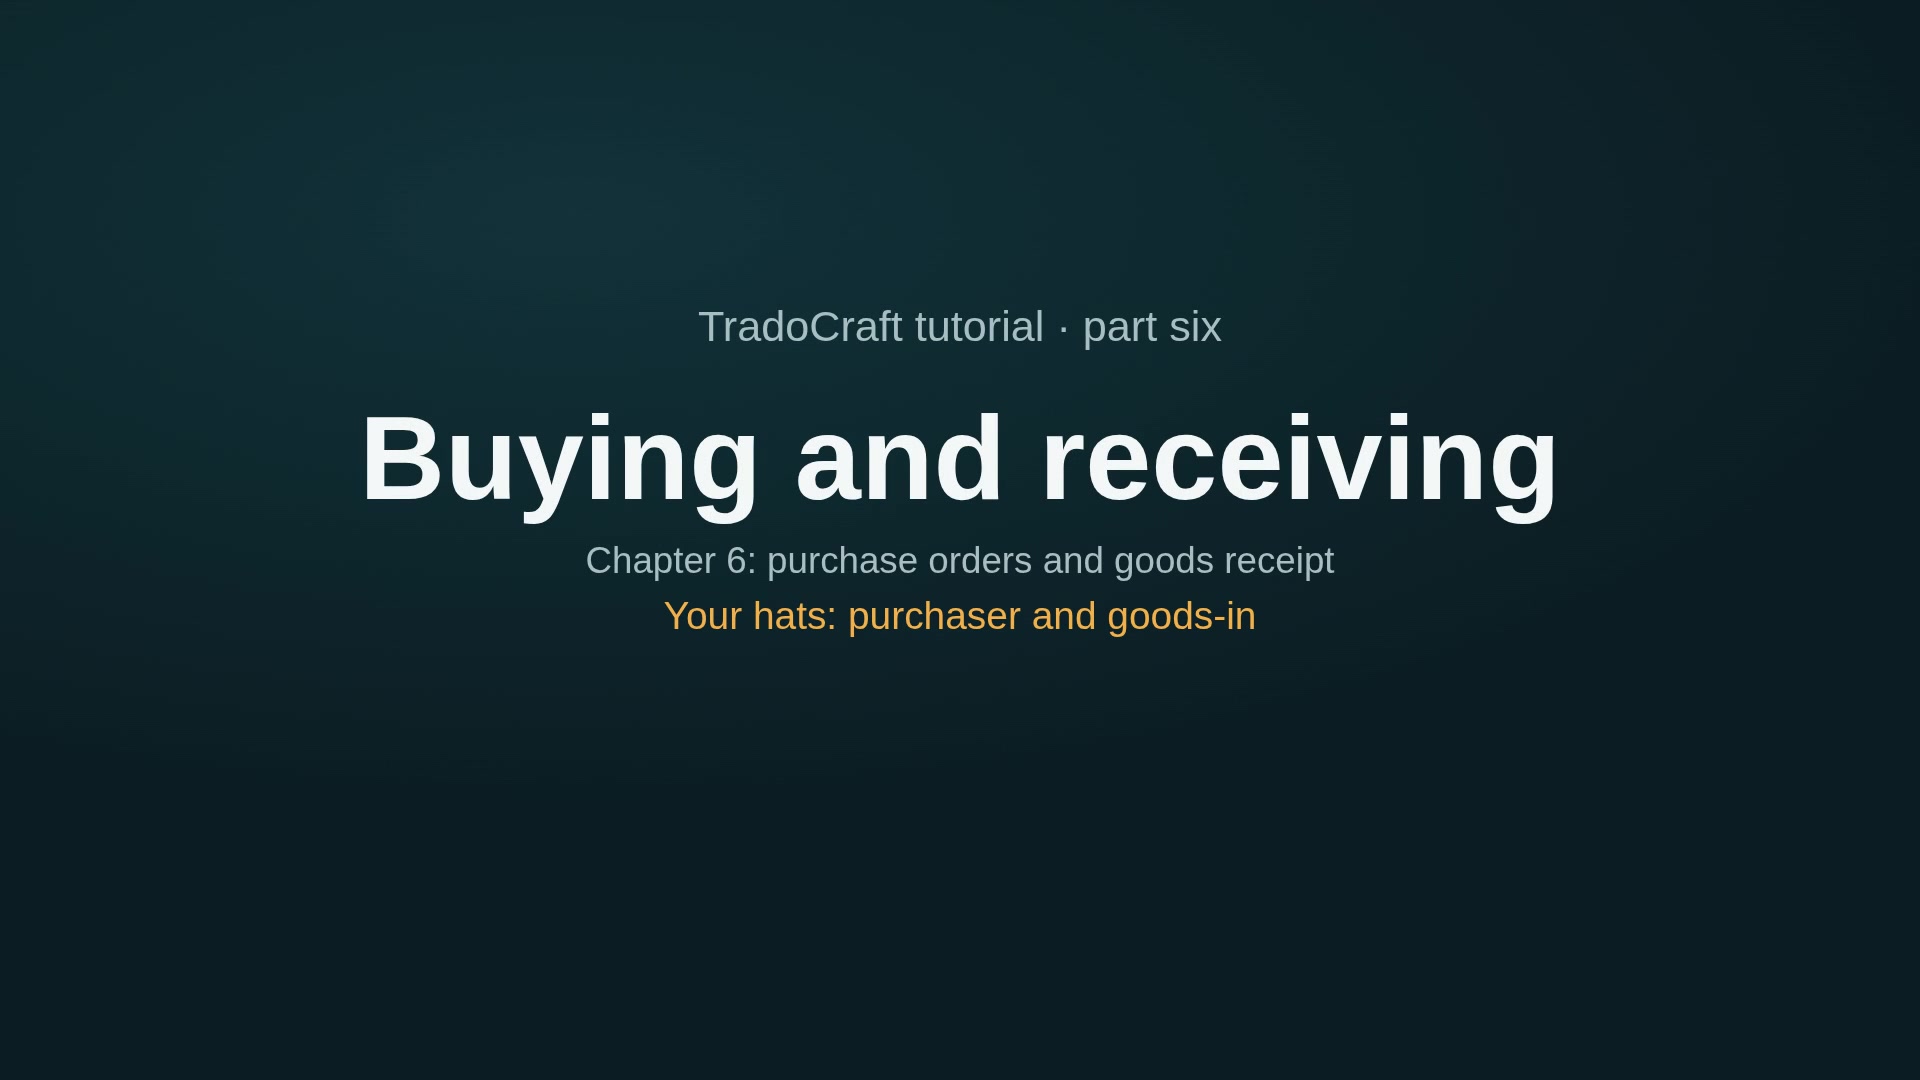 TradoCraft tutorial · part six
Buying and receiving
Chapter 6: purchase orders and goods receipt
Your hats: purchaser and goods-in